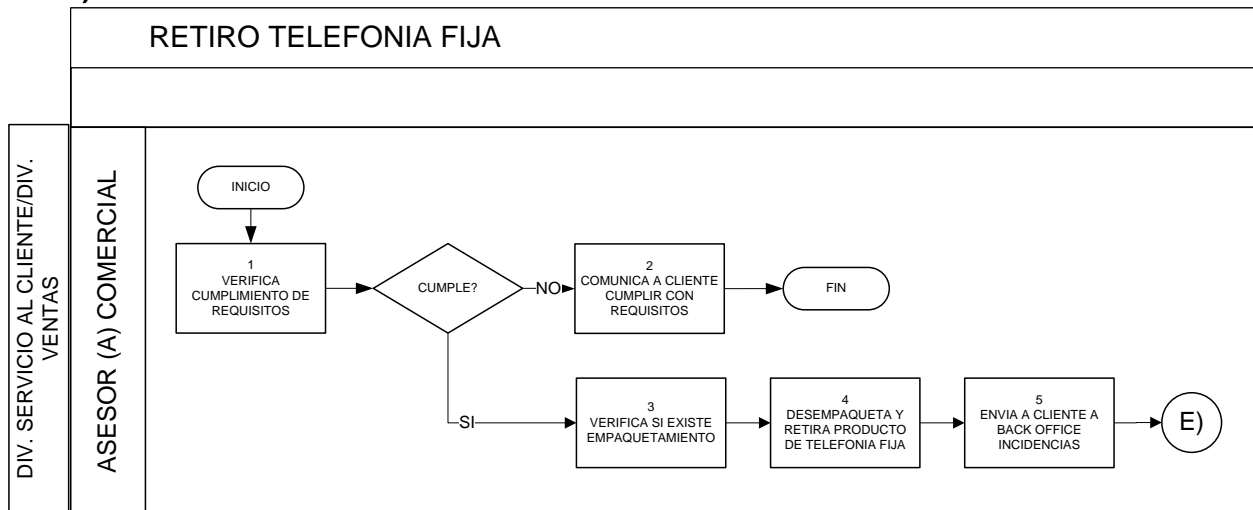 RETIRO TELEFONIA FIJA
DIV. SERVICIO AL CLIENTE/DIV.
VENTAS
ASESOR (A) COMERCIAL
INICIO
1
VERIFICA
CUMPLIMIENTO DE
REQUISITOS
CUMPLE?
NO
2
COMUNICA A CLIENTE
CUMPLIR CON
REQUISITOS
FIN
SI
3
VERIFICA SI EXISTE
EMPAQUETAMIENTO
4
DESEMPAQUETA Y
RETIRA PRODUCTO
DE TELEFONIA FIJA
5
ENVIA A CLIENTE A
BACK OFFICE
INCIDENCIAS
E)